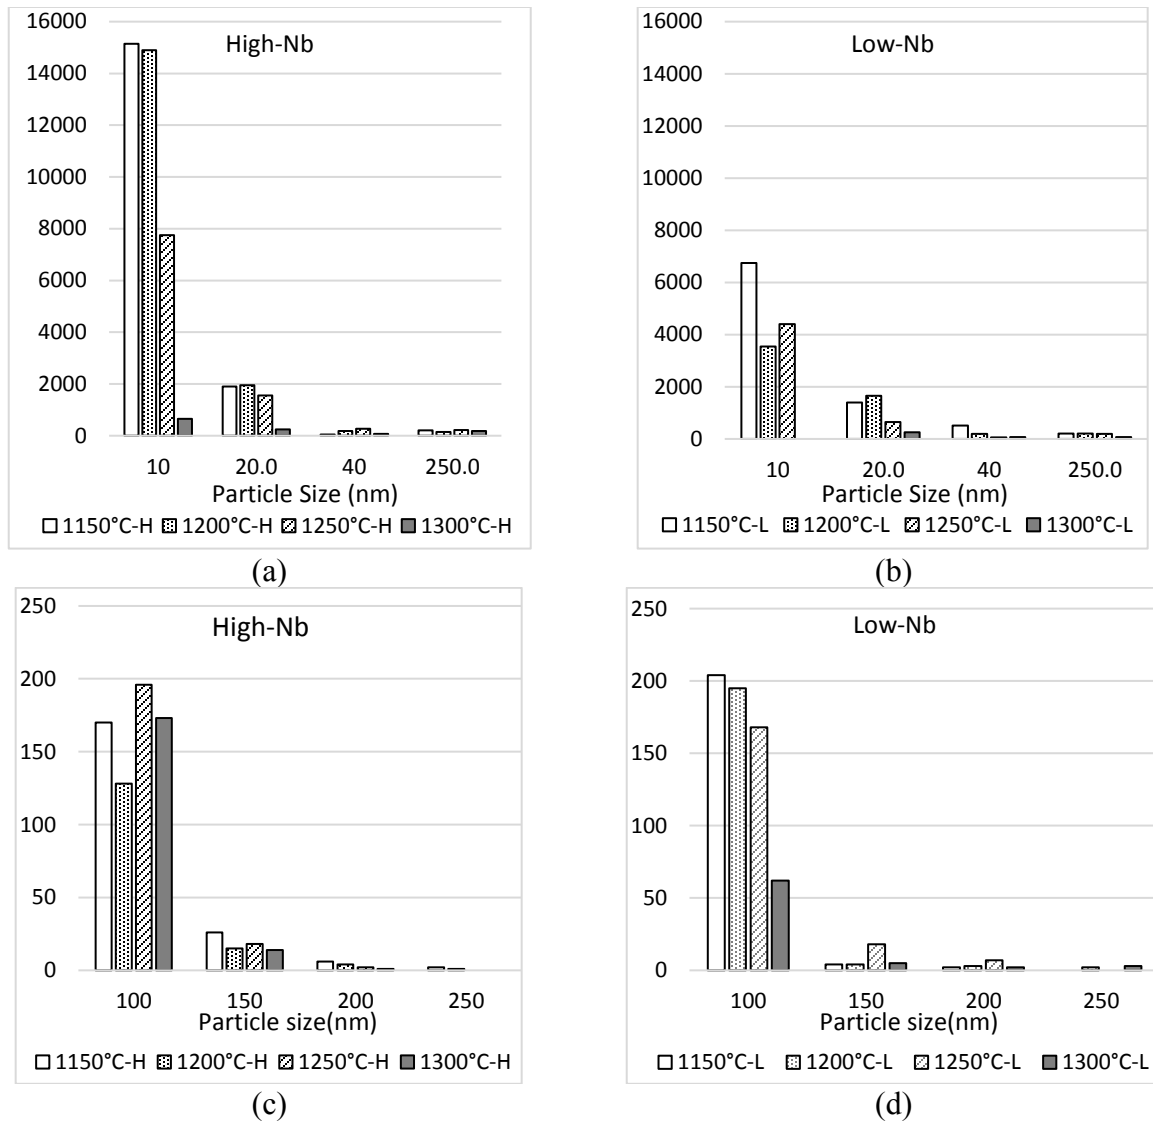 High-Nb
16000
14000
12000
10000
8000
6000
4000
2000
0
10 20.0 40 250.0
Particle Size (nm)
1150°C-H 1200°C-H 1250°C-H 1300°C-H
(a)
Low-Nb
16000
14000
12000
10000
8000
6000
4000
2000
0
10 20.0 40 250.0
Particle Size (nm)
1150°C-L 1200°C-L 1250°C-L 1300°C-L
(b)
High-Nb
250
200
150
100
50
0
100 150 200 250
Particle size(nm)
1150°C-H 1200°C-H 1250°C-H 1300°C-H
(c)
Low-Nb
250
200
150
100
50
0
100 150 200 250
Particle size(nm)
1150°C-L 1200°C-L 1250°C-L 1300°C-L
(d)